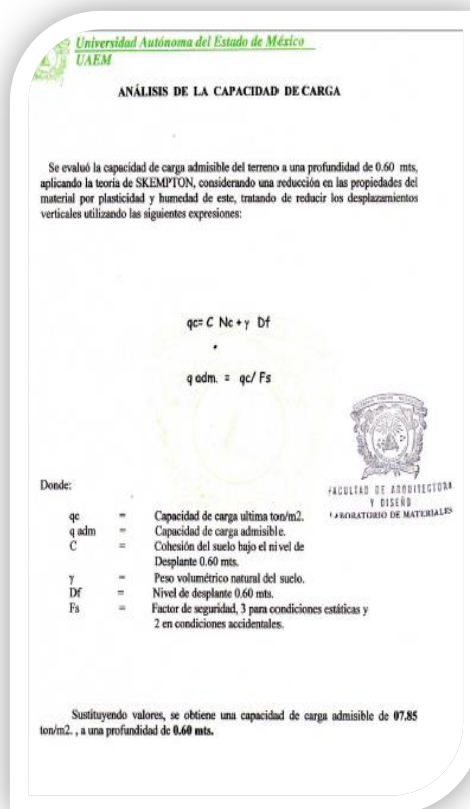 Universidad Autónoma del Estado de México
UAEM
ANÁLISIS DE LA CAPACIDAD DE CARGA
Se evaluó la capacidad de carga admisible del terreno a una profundidad de 0.60 mts,
aplicando la teoria de SKEMPTON, considerando una reducción en las propiedades del
material por plasticidad y humedad de este, tratando de reducir los desplazamientos
verticales utilizando las siguientes expresiones:
qc= C Nc + γ Df
q adm. = qc/ Fs
FACULTAD DE ARQUITECTURA
Y DISEÑO
LABORATORIO DE MATERIALES
Donde:
qc = Capacidad de carga ultima ton/m2.
q adm = Capacidad de carga admisible.
C = Cohesión del suelo bajo el nivel de
Desplante 0.60 mts.
γ = Peso volumétrico natural del suelo.
Df = Nivel de desplante 0.60 mts.
Fs = Factor de seguridad, 3 para condiciones estáticas y
2 en condiciones accidentales.
Sustituyendo valores, se obtiene una capacidad de carga admisible de 07.85
ton/m2. , a una profundidad de 0.60 mts.